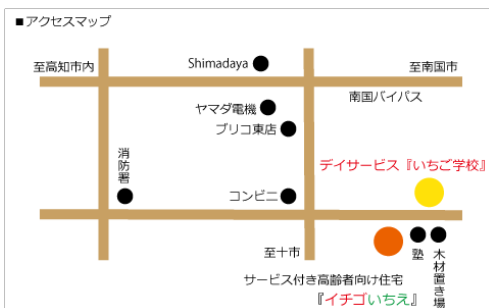 ■アクセスマップ
Shimadaya
至高知市内
至南国市
南国バイパス
ヤマダ電機
ブリコ東店
消防署
デイサービス『いちご学校』
コンビニ
至十市
塾
木材置き場
サービス付き高齢者向け住宅
『イチゴいちえ』